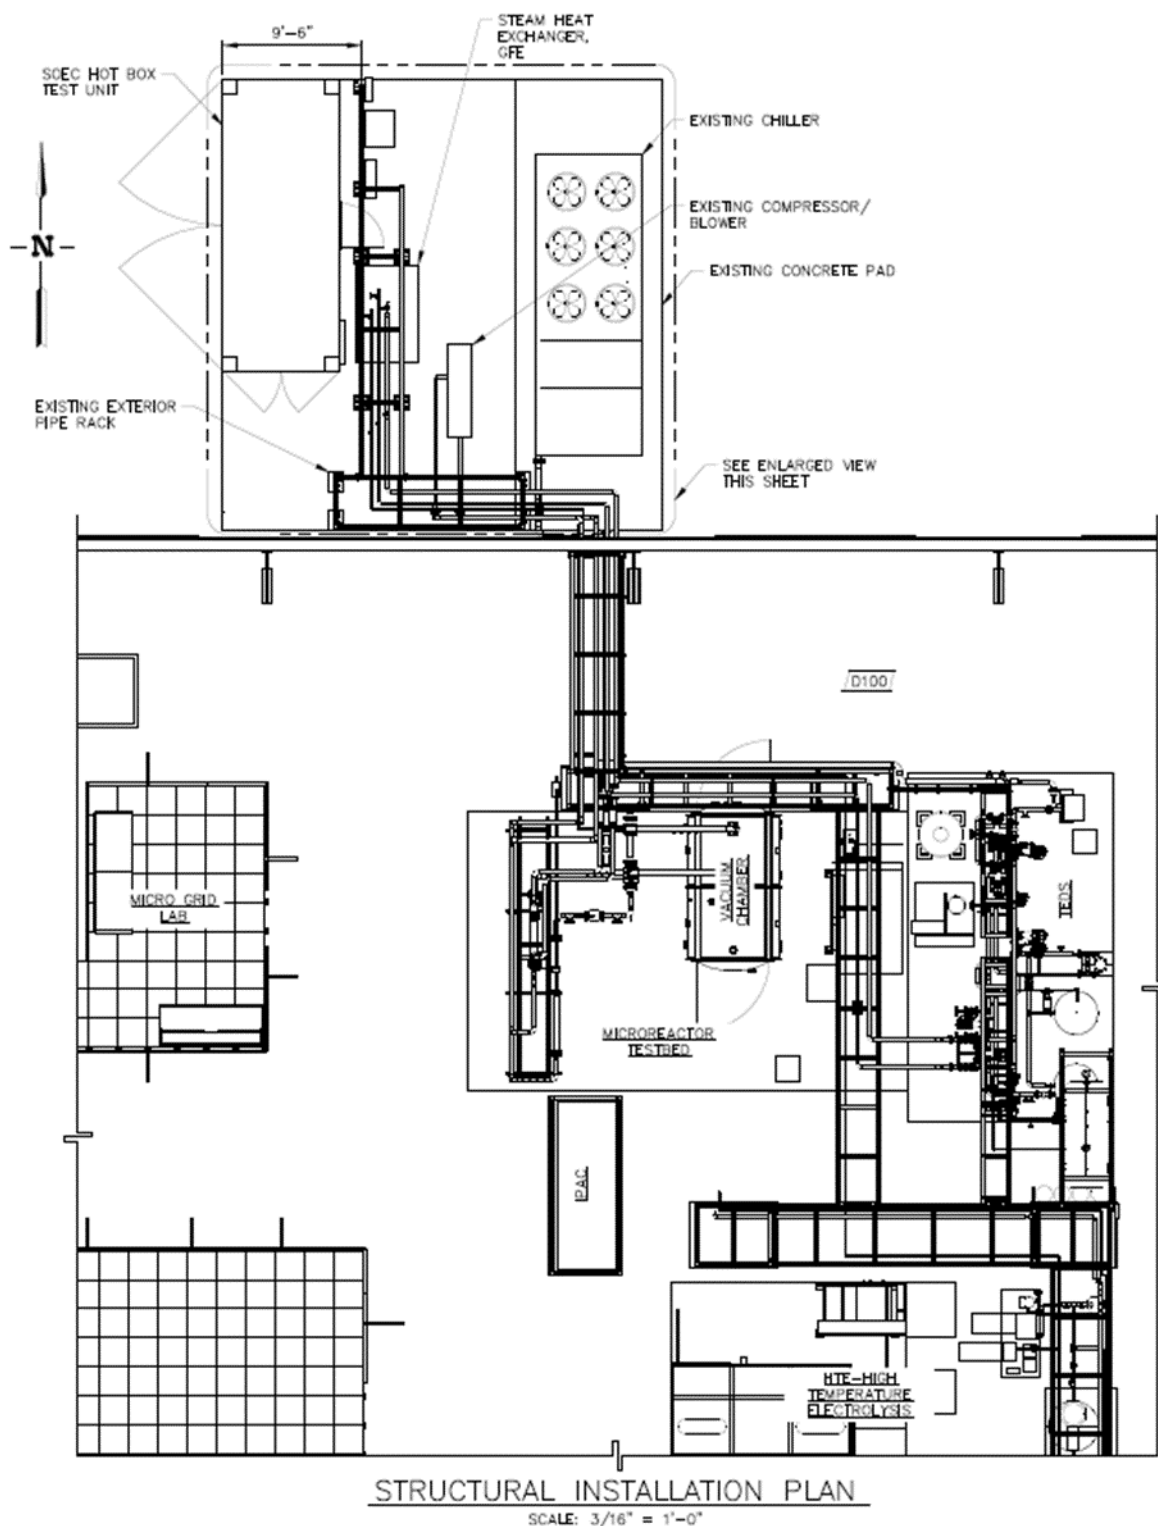 9'-6"
STEAM HEAT
EXCHANGER,
GFE
SOEC HOT BOX
TEST UNIT
EXISTING CHILLER
EXISTING COMPRESSOR/
BLOWER
N
EXISTING CONCRETE PAD
EXISTING EXTERIOR
PIPE RACK
SEE ENLARGED VIEW
THIS SHEET
D100
MICRO GRID
LAB
VACUUM
CHAMBER
TEDS
MICROREACTOR
TESTBED
IPAC
HTE-HIGH
TEMPERATURE
ELECTROLYSIS
STRUCTURAL INSTALLATION PLAN
SCALE: 3/16" = 1'-0"